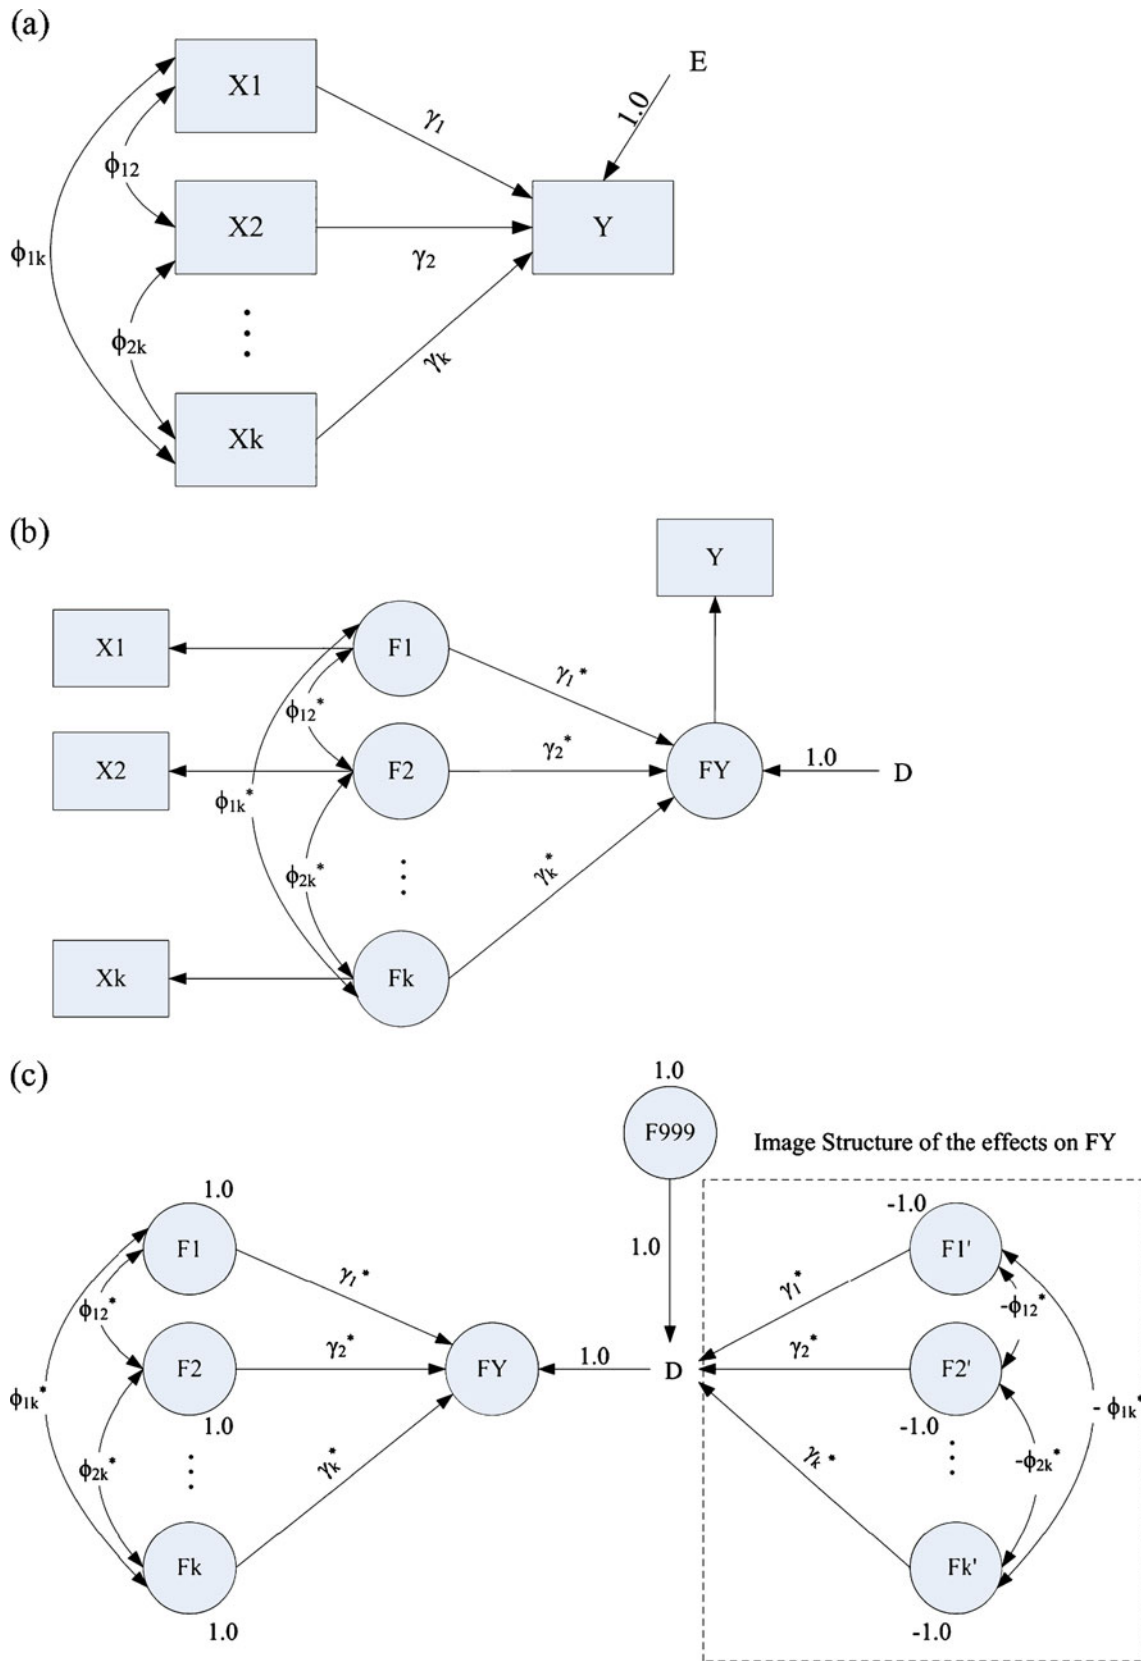 (a)
E
X1
γ1
1.0
ϕ12
X2
Y
ϕ1k
γ2
ϕ2k
γk
Xk
(b)
Y
X1
F1
γ1*
ϕ12*
X2
F2
γ2*
FY
1.0
D
ϕ1k*
ϕ2k*
γk*
Xk
Fk
(c)
1.0
F999
Image Structure of the effects on FY
1.0
-1.0
F1
1.0
F1'
γ1*
γ1*
ϕ12*
-ϕ12*
F2
γ2*
FY
1.0
D
γ2*
F2'
ϕ1k*
- ϕ1k*
1.0
-1.0
ϕ2k*
γk*
γk*
-ϕ2k*
Fk
Fk'
1.0
-1.0